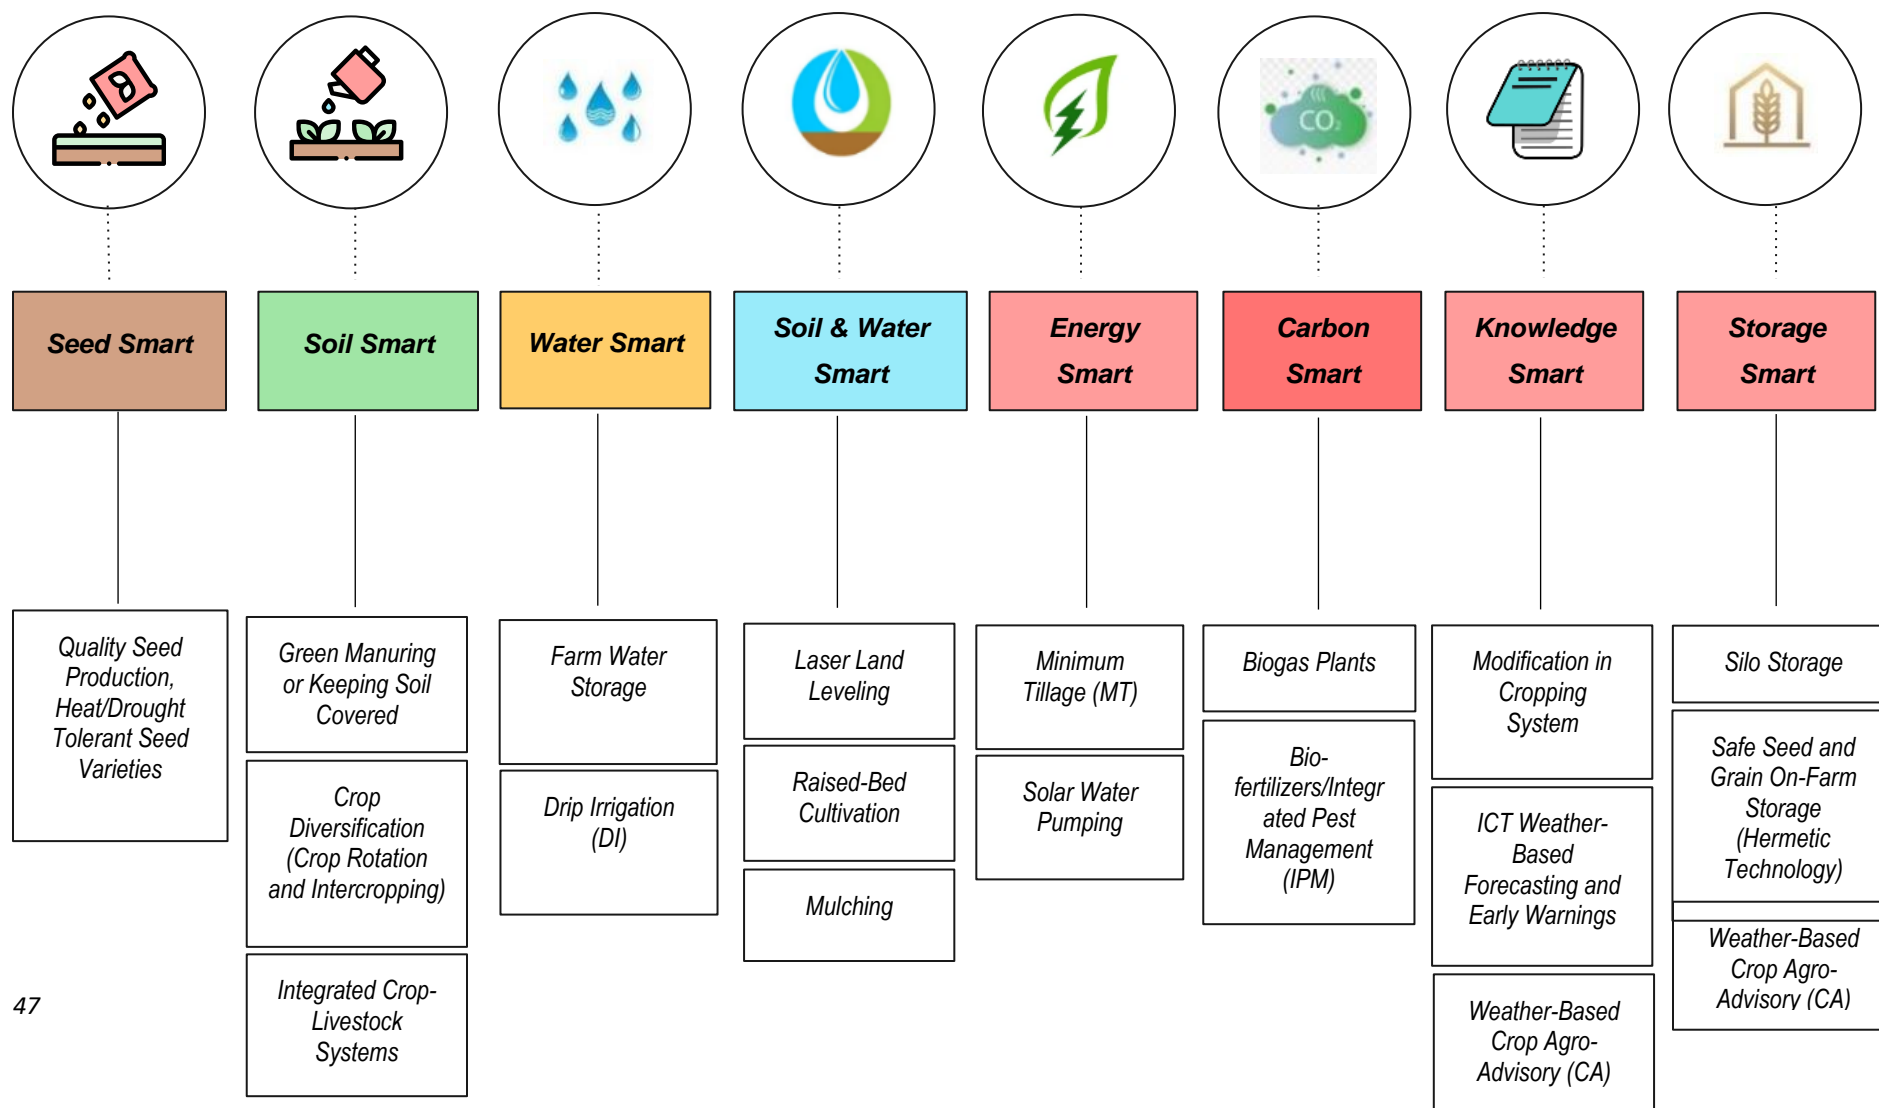 CO₂
Seed Smart
Soil Smart
Water Smart
Soil & Water
Smart
Energy
Smart
Carbon
Smart
Knowledge
Smart
Storage
Smart
Quality Seed
Production,
Heat/Drought
Tolerant Seed
Varieties
Green Manuring
or Keeping Soil
Covered
Crop
Diversification
(Crop Rotation
and Intercropping)
Integrated Crop-
Livestock
Systems
Farm Water
Storage
Drip Irrigation
(DI)
Laser Land
Leveling
Raised-Bed
Cultivation
Mulching
Minimum
Tillage (MT)
Solar Water
Pumping
Biogas Plants
Bio-
fertilizers/Integr
ated Pest
Management
(IPM)
Modification in
Cropping
System
ICT Weather-
Based
Forecasting and
Early Warnings
Weather-Based
Crop Agro-
Advisory (CA)
Silo Storage
Safe Seed and
Grain On-Farm
Storage
(Hermetic
Technology)
Weather-Based
Crop Agro-
Advisory (CA)
47